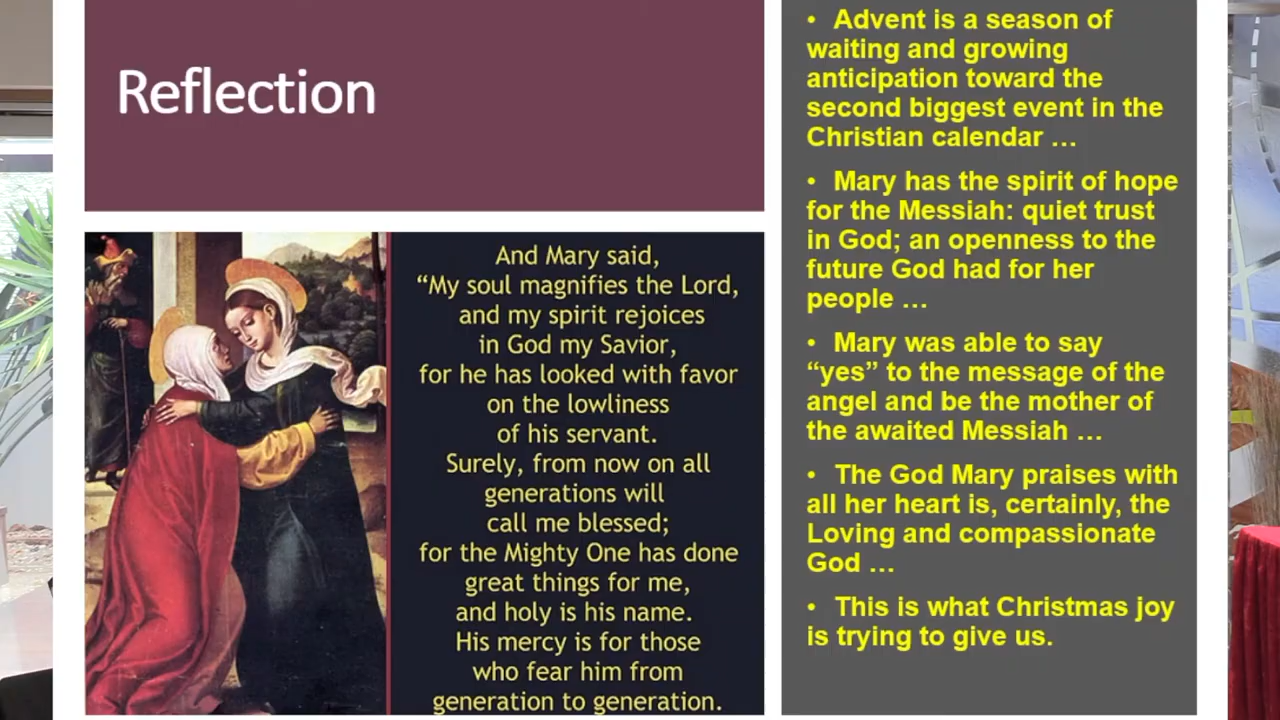 Reflection
And Mary said,
“My soul magnifies the Lord,
and my spirit rejoices
in God my Savior,
for he has looked with favor
on the lowliness
of his servant.
Surely, from now on all
generations will
call me blessed;
for the Mighty One has done
great things for me,
and holy is his name.
His mercy is for those
who fear him from
generation to generation.
• Advent is a season of
waiting and growing
anticipation toward the
second biggest event in the
Christian calendar …
• Mary has the spirit of hope
for the Messiah: quiet trust
in God; an openness to the
future God had for her
people …
• Mary was able to say
“yes” to the message of the
angel and be the mother of
the awaited Messiah …
• The God Mary praises with
all her heart is, certainly, the
Loving and compassionate
God …
• This is what Christmas joy
is trying to give us.